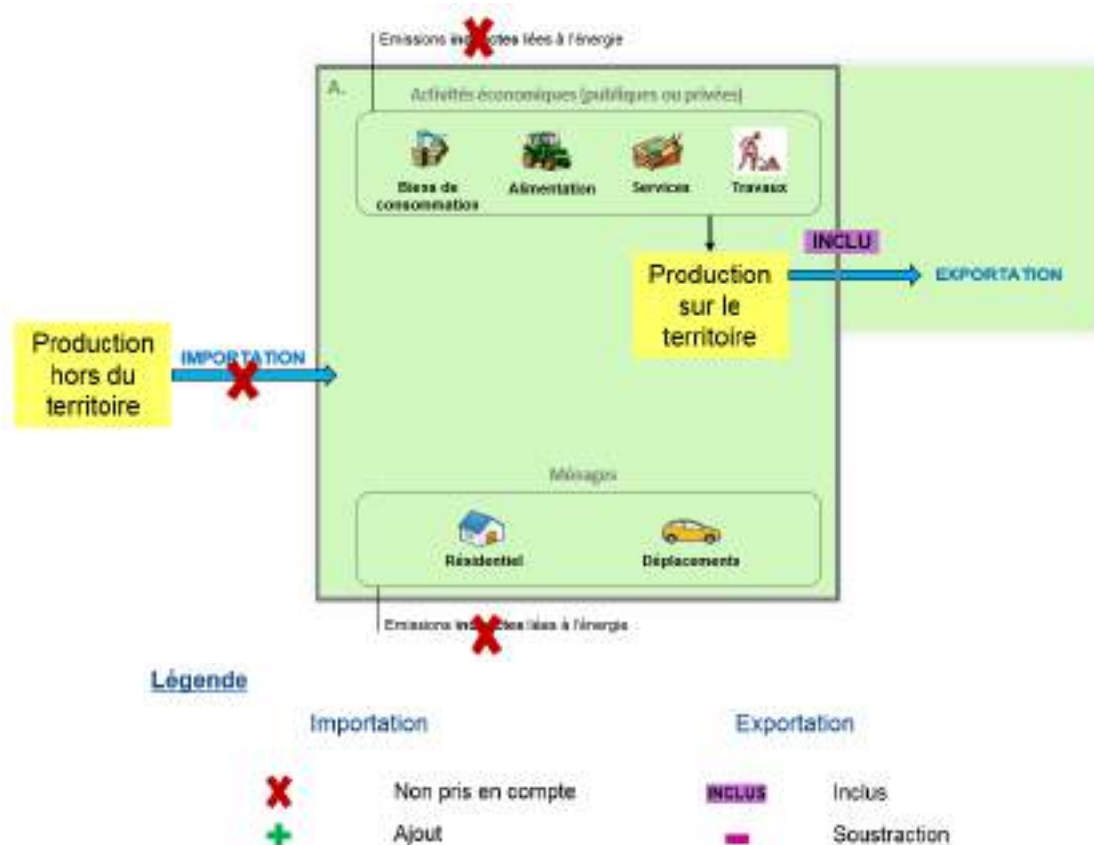 Emissions indirectes liées à l'énergie
A.
Activités économiques (publiques ou privées)
Biens de
consommation
Alimentation
Services
Travaux
INCLU
Production
sur le
territoire
EXPORTATION
Production
hors du
territoire
IMPORTATION
Ménages
Résidentiel
Déplacements
Emissions indirectes liées à l'énergie
Légende
Importation
Exportation
Non pris en compte
INCLUS
Inclus
Ajout
Soustraction